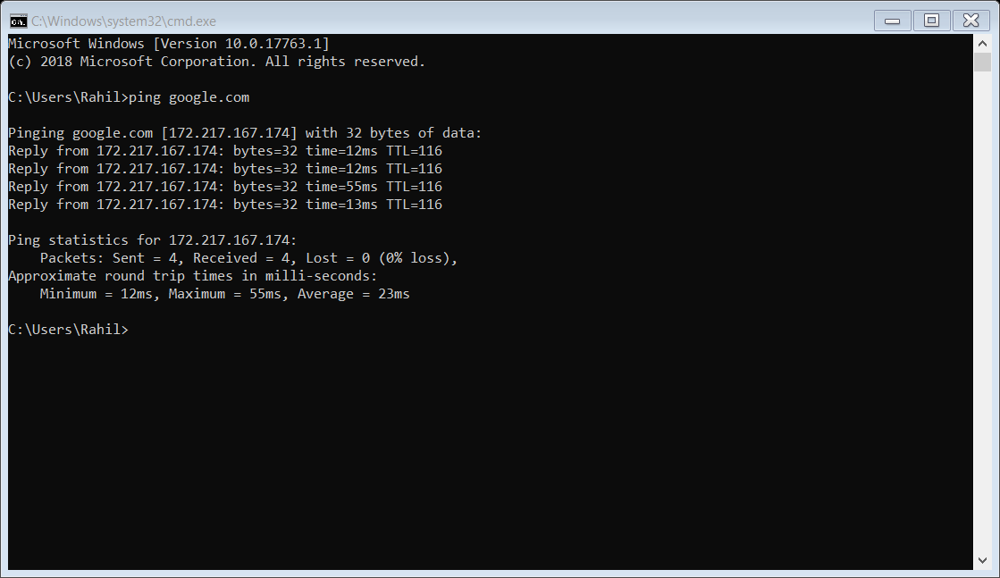 C:\Windows\system32\cmd.exe
Microsoft Windows [Version 10.0.17763.1]
(c) 2018 Microsoft Corporation. All rights reserved.
C:\Users\Rahil>ping google.com
Pinging google.com [172.217.167.174] with 32 bytes of data:
Reply from 172.217.167.174: bytes=32 time=12ms TTL=116
Reply from 172.217.167.174: bytes=32 time=12ms TTL=116
Reply from 172.217.167.174: bytes=32 time=55ms TTL=116
Reply from 172.217.167.174: bytes=32 time=13ms TTL=116
Ping statistics for 172.217.167.174:
    Packets: Sent = 4, Received = 4, Lost = 0 (0% loss),
Approximate round trip times in milli-seconds:
    Minimum = 12ms, Maximum = 55ms, Average = 23ms
C:\Users\Rahil>